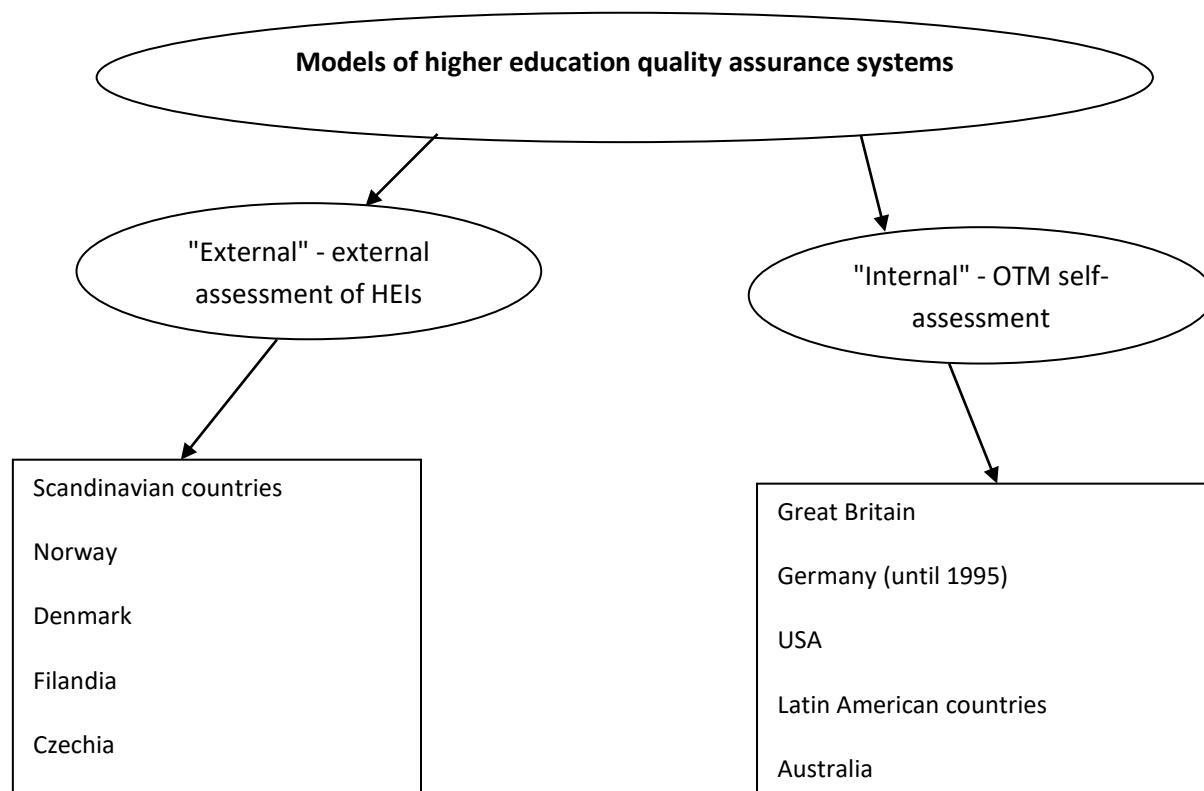 Models of higher education quality assurance systems
"External" - external
assessment of HEIs
"Internal" - OTM self-
assessment
Scandinavian countries
Norway
Denmark
Filandia
Czechia
Great Britain
Germany (until 1995)
USA
Latin American countries
Australia